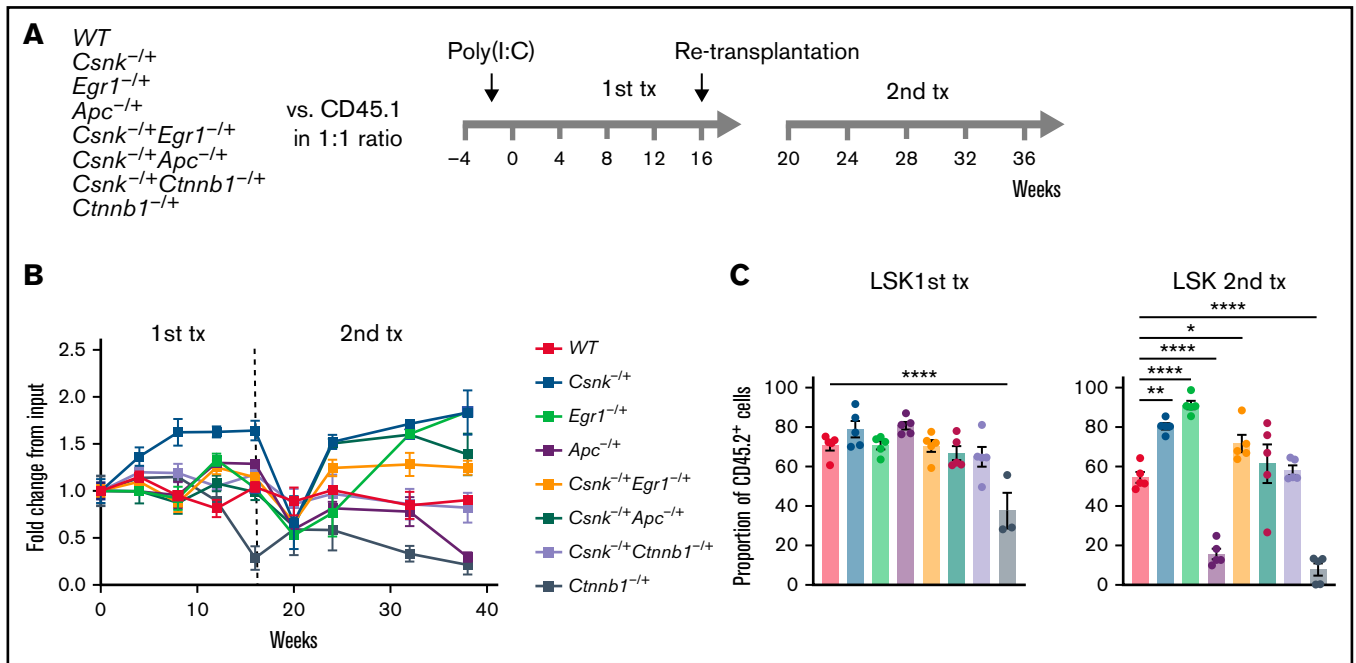 A
WT
Csnk−/+
Egr1−/+
Apc−/+
Csnk−/+Egr1−/+
Csnk−/+Apc−/+
Csnk−/+Ctnnb1−/+
Ctnnb1−/+
vs. CD45.1
in 1:1 ratio
Poly(I:C)
Re-transplantation
1st tx
2nd tx
−4 0 4 8 12 16
20 24 28 32 36
Weeks
B
1st tx
2nd tx
Fold change from input
2.5
2.0
1.5
1.0
0.5
0.0
0 10 20 30 40
Weeks
WT
Csnk−/+
Egr1−/+
Apc−/+
Csnk−/+Egr1−/+
Csnk−/+Apc−/+
Csnk−/+Ctnnb1−/+
Ctnnb1−/+
C
LSK1st tx
Proportion of CD45.2+ cells
****
100
80
60
40
20
0
LSK 2nd tx
****
*
****
****
**
100
80
60
40
20
0